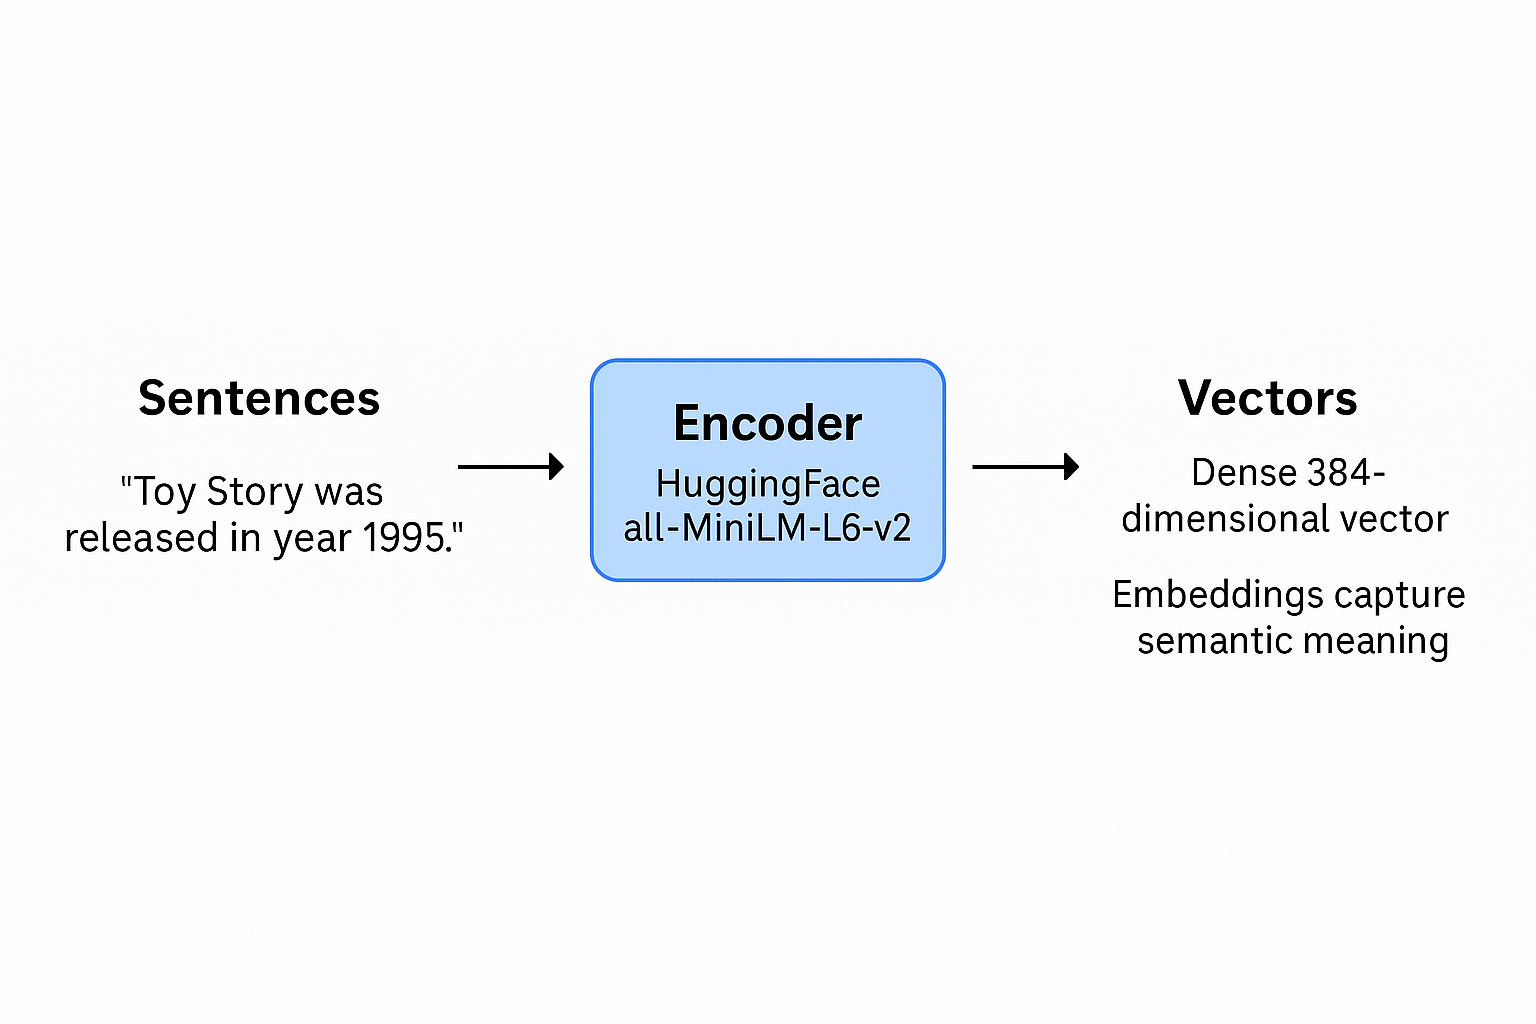 Sentences
"Toy Story was
released in year 1995."
Encoder
HuggingFace
all-MiniLM-L6-v2
Vectors
Dense 384-
dimensional vector
Embeddings capture
semantic meaning